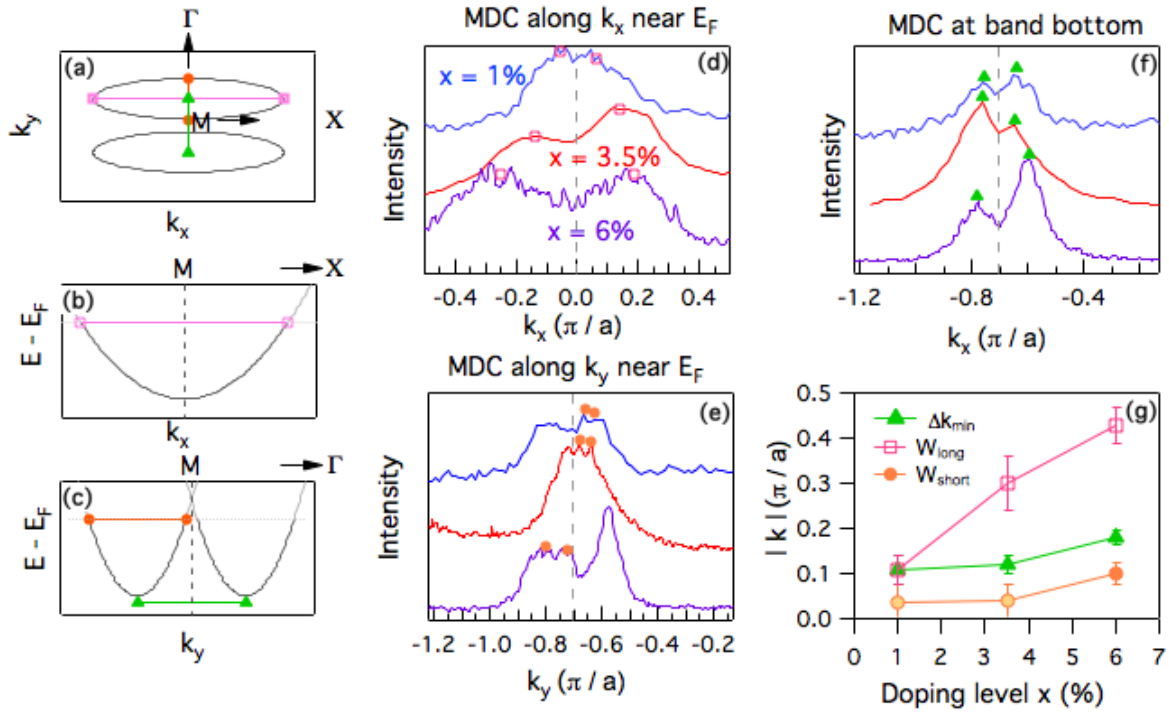 Γ
(a)
M
X
k_y
k_x
M
X
(b)
E - E_F
k_x
M
Γ
(c)
E - E_F
k_y
MDC along k_x near E_F
(d)
x = 1%
x = 3.5%
x = 6%
Intensity
-0.4 -0.2 0.0 0.2 0.4
k_x (π / a)
MDC along k_y near E_F
(e)
Intensity
-1.2 -1.0 -0.8 -0.6 -0.4 -0.2
k_y (π / a)
MDC at band bottom
(f)
Intensity
-1.2 -0.8 -0.4
k_x (π / a)
(g)
Δk_min
W_long
W_short
| k | (π / a)
0.5
0.4
0.3
0.2
0.1
0.0
0 1 2 3 4 5 6 7
Doping level x (%)